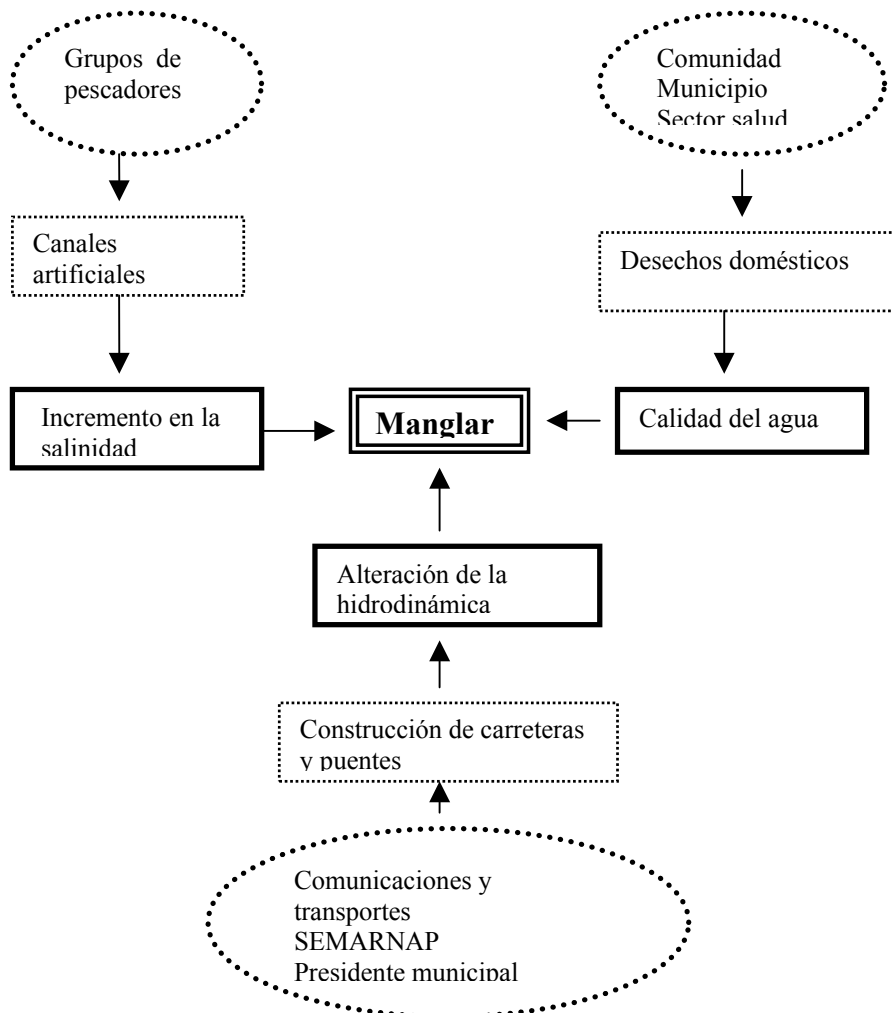 Grupos de
pescadores
Comunidad
Municipio
Sector salud
Canales
artificiales
Desechos domésticos
Incremento en la
salinidad
Manglar
Calidad del agua
Alteración de la
hidrodinámica
Construcción de carreteras
y puentes
Comunicaciones y
transportes
SEMARNAP
Presidente municipal